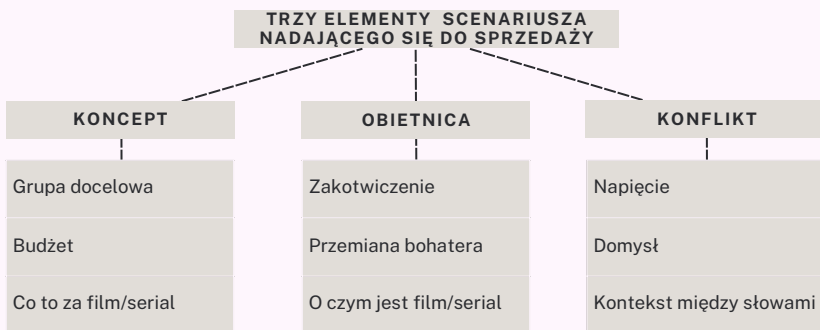 TRZY ELEMENTY SCENARIUSZA
NADAJĄCEGO SIĘ DO SPRZEDAŻY
KONCEPT
Grupa docelowa
Budżet
Co to za film/serial
OBIETNICA
Zakotwiczenie
Przemiana bohatera
O czym jest film/serial
KONFLIKT
Napięcie
Domysł
Kontekst między słowami